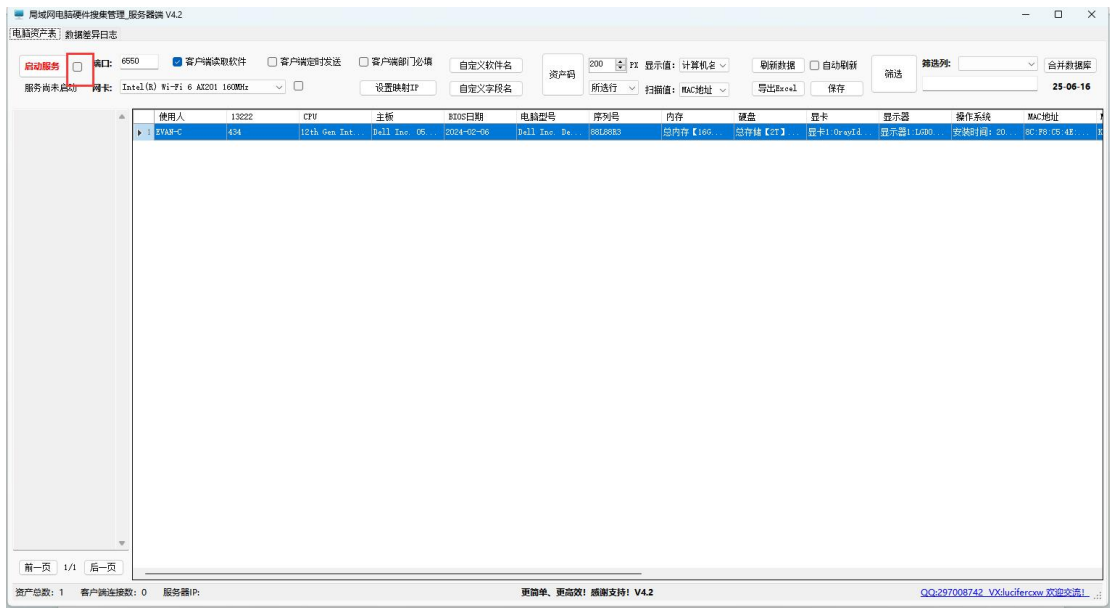 局域网电脑硬件搜集管理_服务器端 V4.2
电脑资产表 数据差异日志
启动服务 端口: 6550 客户端读取软件 客户端定时发送 客户端部门必填 自定义软件名 资产码 200 PX 显示值: 计算机名 刷新数据 自动刷新 筛选 筛选列: 合并数据库
服务尚未启动 网卡: Intel(R) Wi-Fi 6 AX201 160MHz 设置映射IP 自定义字段名 所选行 扫描值: MAC地址 导出Excel 保存 25-06-16
使用人 13222 CPU 主板 BIOS日期 电脑型号 序列号 内存 硬盘 显卡 显示器 操作系统 MAC地址
1 EVAN-C 434 12th Gen Int... Dell Inc. 05... 2024-02-06 Dell Inc. De... 88L88R3 总内存【16G... 总存储【2T】... 显卡1:OrayId... 显示器1:LGD0... 安装时间: 20... 8C:F8:C5:4E:...
前一页 1/1 后一页
资产总数: 1 客户端连接数: 0 服务器IP: 更简单、更高效! 感谢支持! V4.2 QQ:297008742 VX:lucifercxw 欢迎交流!